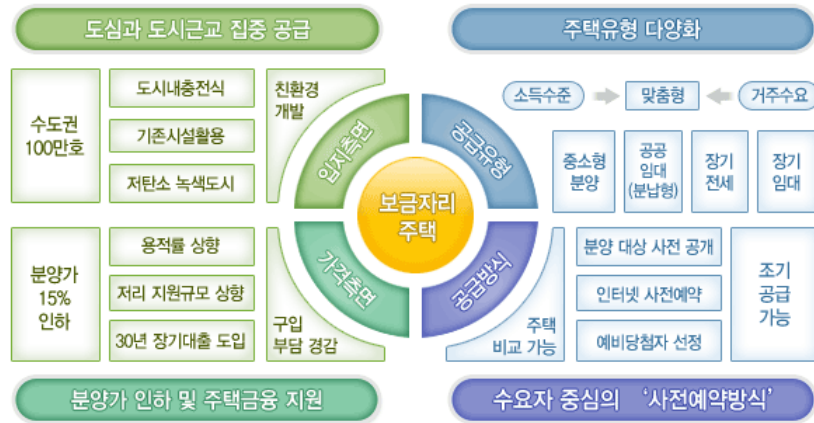 도심과 도시근교 집중 공급
주택유형 다양화
수도권
100만호
도시내충전식
기존시설활용
저탄소 녹색도시
친환경
개발
입지측면
공급유형
소득수준
맞춤형
거주수요
중소형
분양
공공
임대
(분납형)
장기
전세
장기
임대
보금자리
주택
분양가
15%
인하
용적률 상향
저리 지원규모 상향
30년 장기대출 도입
구입
부담 경감
가격측면
공급방식
주택
비교 가능
분양 대상 사전 공개
인터넷 사전예약
예비당첨자 선정
조기
공급
가능
분양가 인하 및 주택금융 지원
수요자 중심의 ‘사전예약방식’